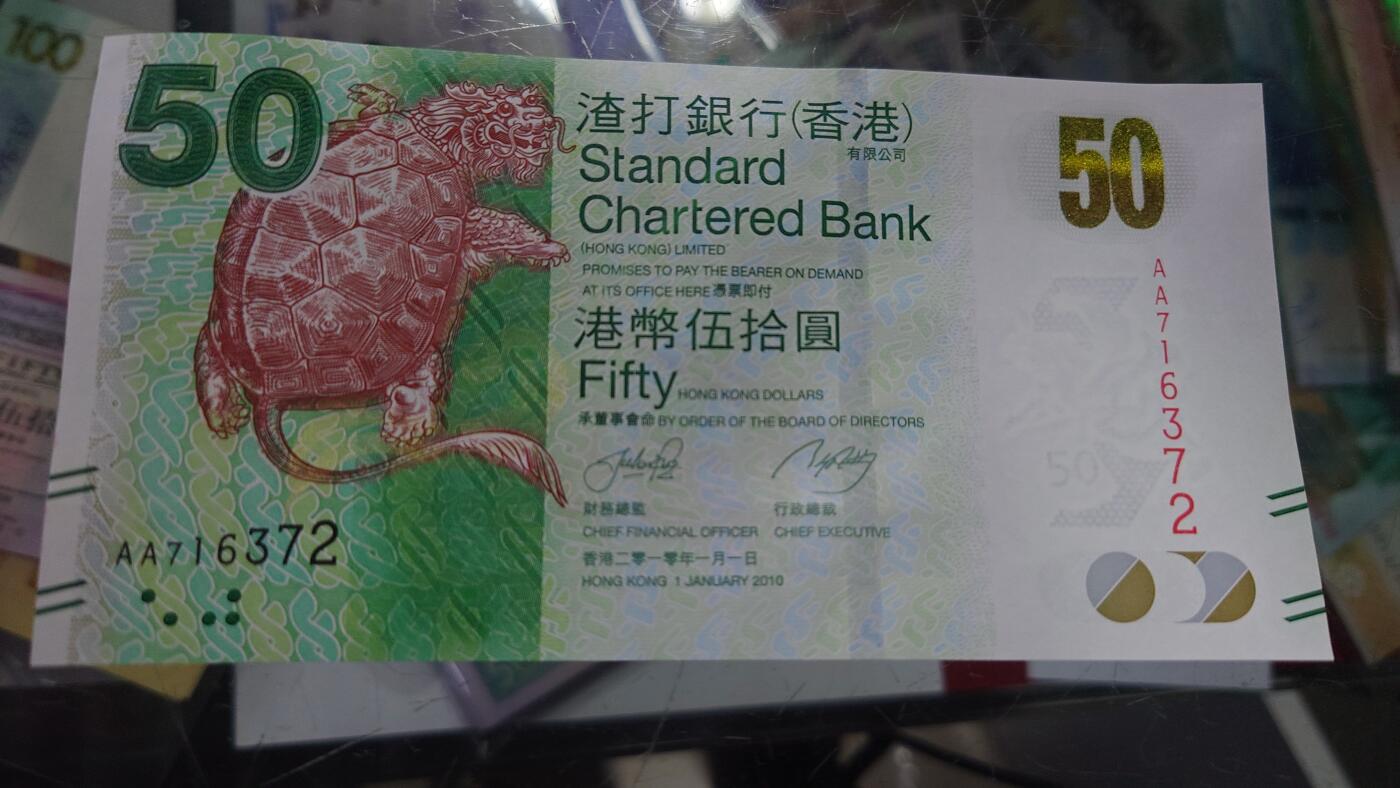 100
50
渣打銀行(香港)
有限公司
Standard
Chartered Bank
(HONG KONG) LIMITED
PROMISES TO PAY THE BEARER ON DEMAND
AT ITS OFFICE HERE 憑票即付
港幣伍拾圓
Fifty HONG KONG DOLLARS
承董事會命 BY ORDER OF THE BOARD OF DIRECTORS
財務總監 行政總裁
CHIEF FINANCIAL OFFICER CHIEF EXECUTIVE
香港二零一零年一月一日
HONG KONG 1 JANUARY 2010
AA716372
50
AA716372
50